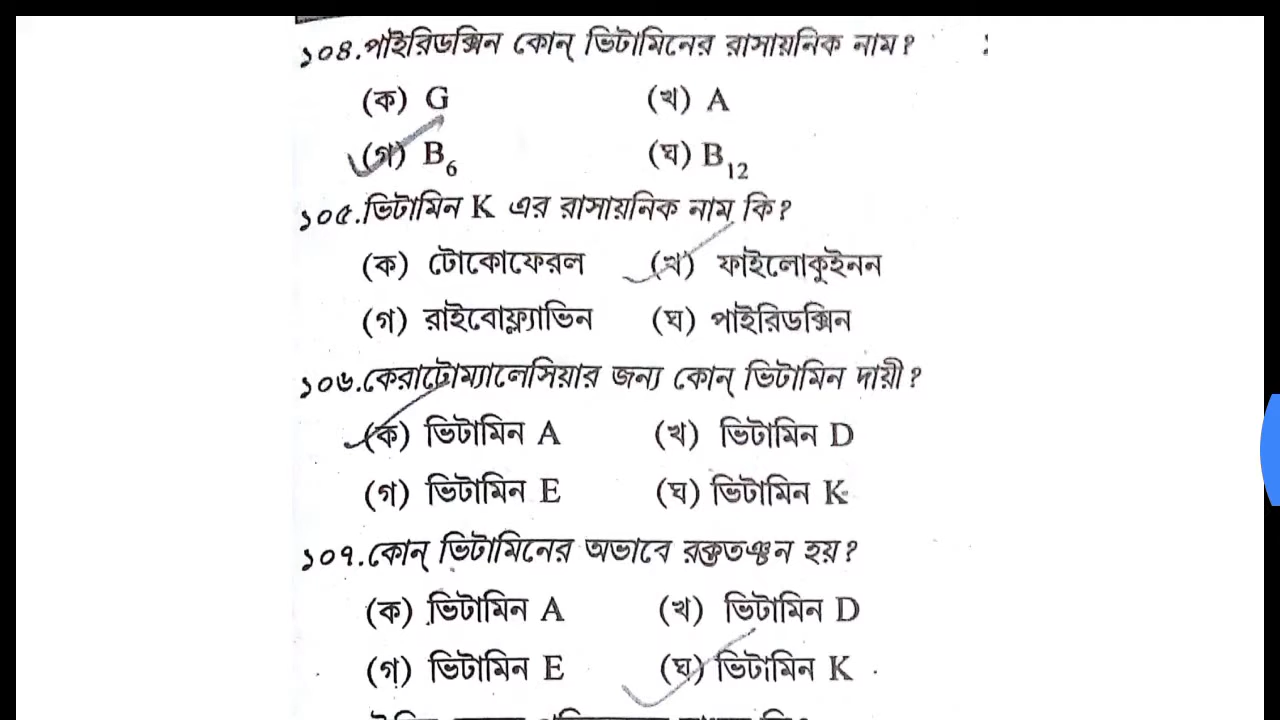 ১০৪.পাইরিডক্সিন কোন্ ভিটামিনের রাসায়নিক নাম?
(ক) G (খ) A
(গ) B₆ (ঘ) B₁₂
১০৫.ভিটামিন K এর রাসায়নিক নাম কি?
(ক) টোকোফেরল (খ) ফাইলোকুইনন
(গ) রাইবোফ্ল্যাভিন (ঘ) পাইরিডক্সিন
১০৬.কেরাটোম্যালেসিয়ার জন্য কোন্ ভিটামিন দায়ী?
(ক) ভিটামিন A (খ) ভিটামিন D
(গ) ভিটামিন E (ঘ) ভিটামিন K
১০৭.কোন্ ভিটামিনের অভাবে রক্ততঞ্চন হয়?
(ক) ভিটামিন A (খ) ভিটামিন D
(গ) ভিটামিন E (ঘ) ভিটামিন K